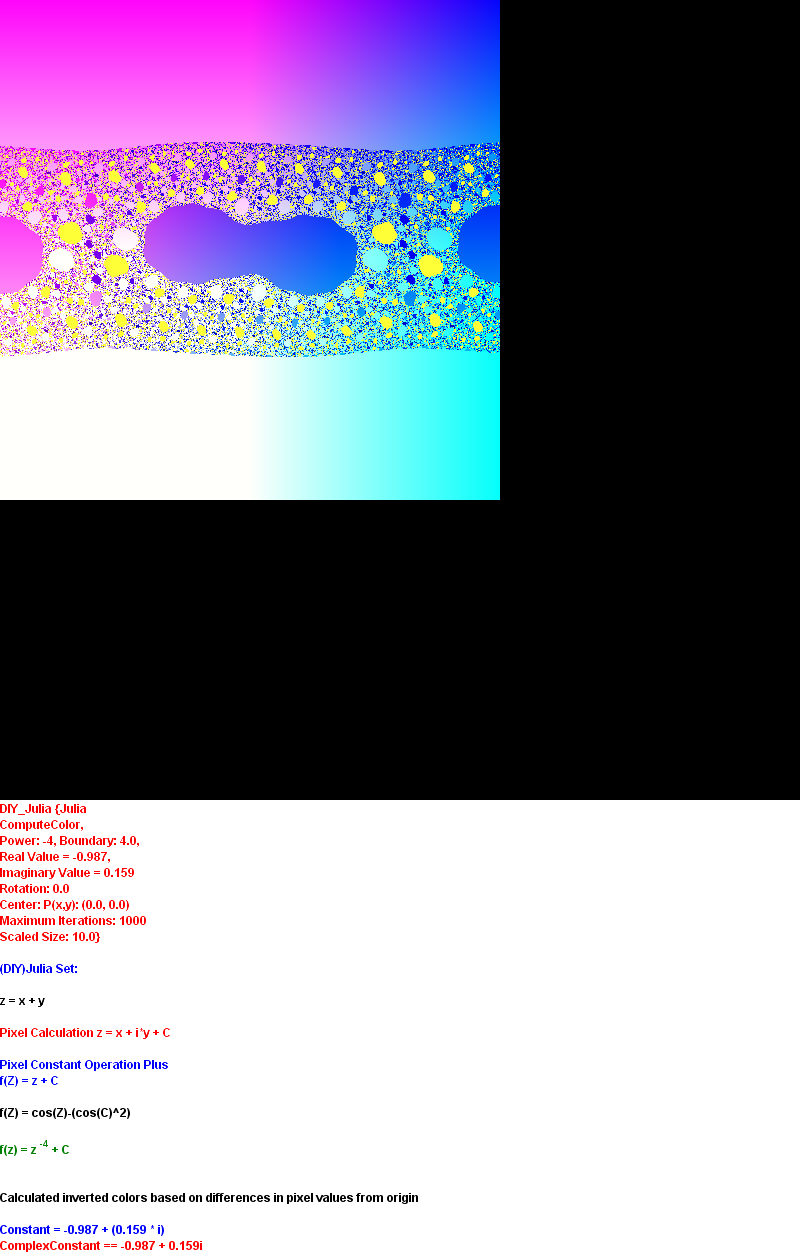 DIY_Julia {Julia
ComputeColor,
Power: -4, Boundary: 4.0,
Real Value = -0.987,
Imaginary Value = 0.159
Rotation: 0.0
Center: P(x,y): (0.0, 0.0)
Maximum Iterations: 1000
Scaled Size: 10.0}
(DIY)Julia Set:
z = x + y
Pixel Calculation z = x + i*y + C
Pixel Constant Operation Plus
f(Z) = z + C
f(Z) = cos(Z)-(cos(C)^2)
f(z) = z -4 + C
Calculated inverted colors based on differences in pixel values from origin
Constant = -0.987 + (0.159 * i)
ComplexConstant == -0.987 + 0.159i